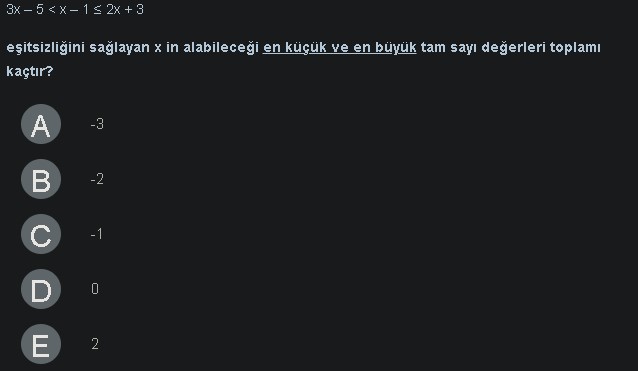 3x – 5 < x – 1 ≤ 2x + 3
eşitsizliğini sağlayan x in alabileceği en küçük ve en büyük tam sayı değerleri toplamı
kaçtır?
A -3
B -2
C -1
D 0
E 2